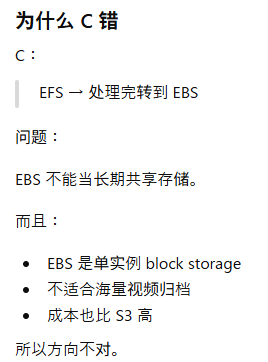 为什么 C 错
C：
EFS → 处理完转到 EBS
问题：
EBS 不能当长期共享存储。
而且：
• EBS 是单实例 block storage
• 不适合海量视频归档
• 成本也比 S3 高
所以方向不对。